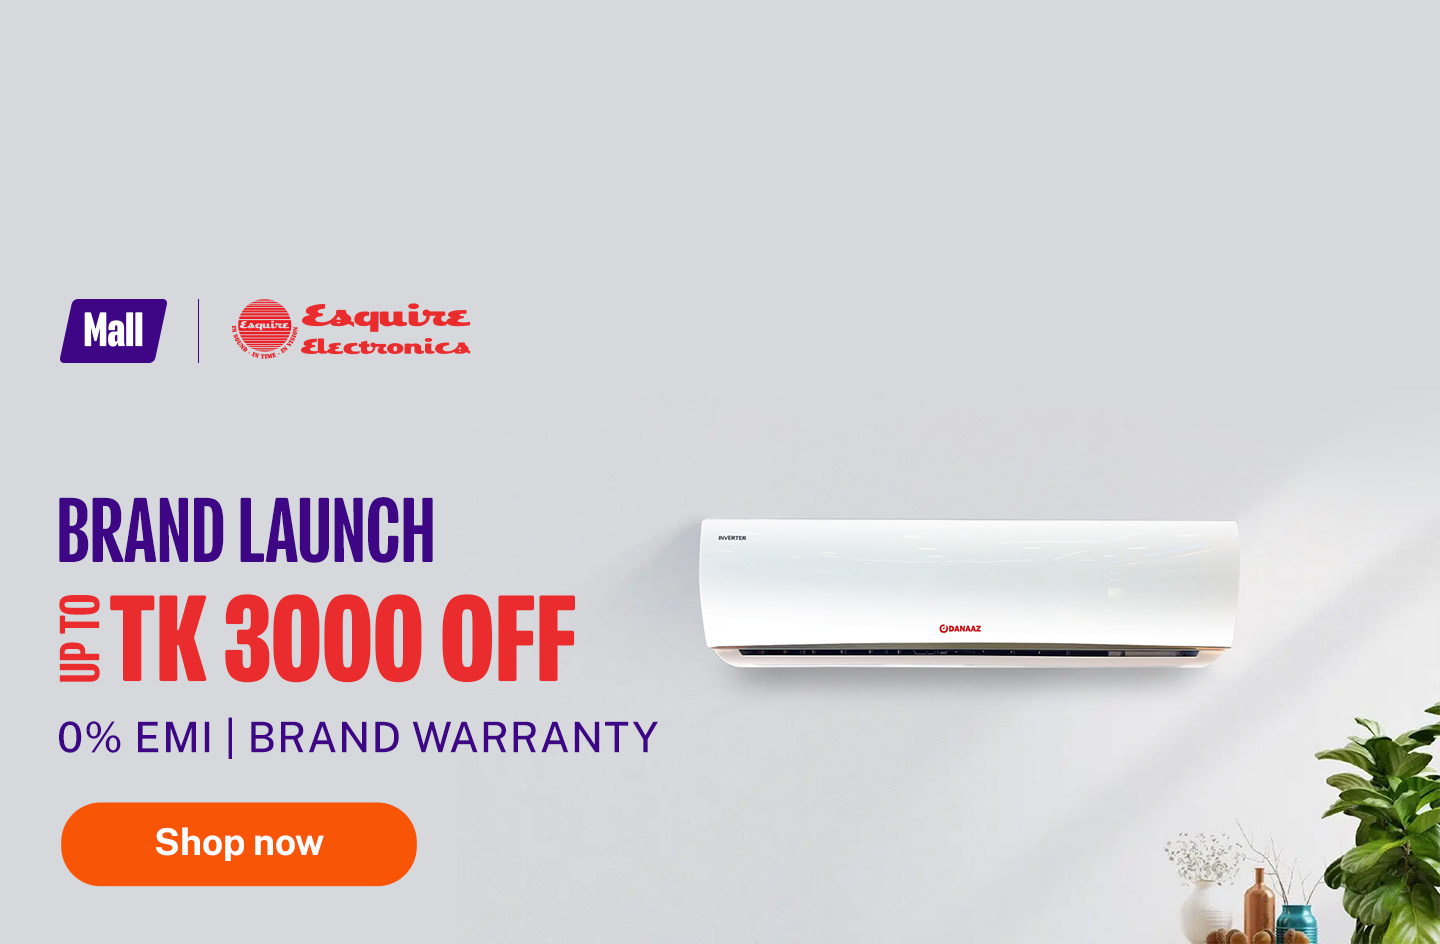 Mall
Esquire
IN SOUND - IN TIME - IN VISION
Esquire
Electronics
BRAND LAUNCH
UP TO
TK 3000 OFF
0% EMI | BRAND WARRANTY
Shop now
INVERTER
DANAAZ